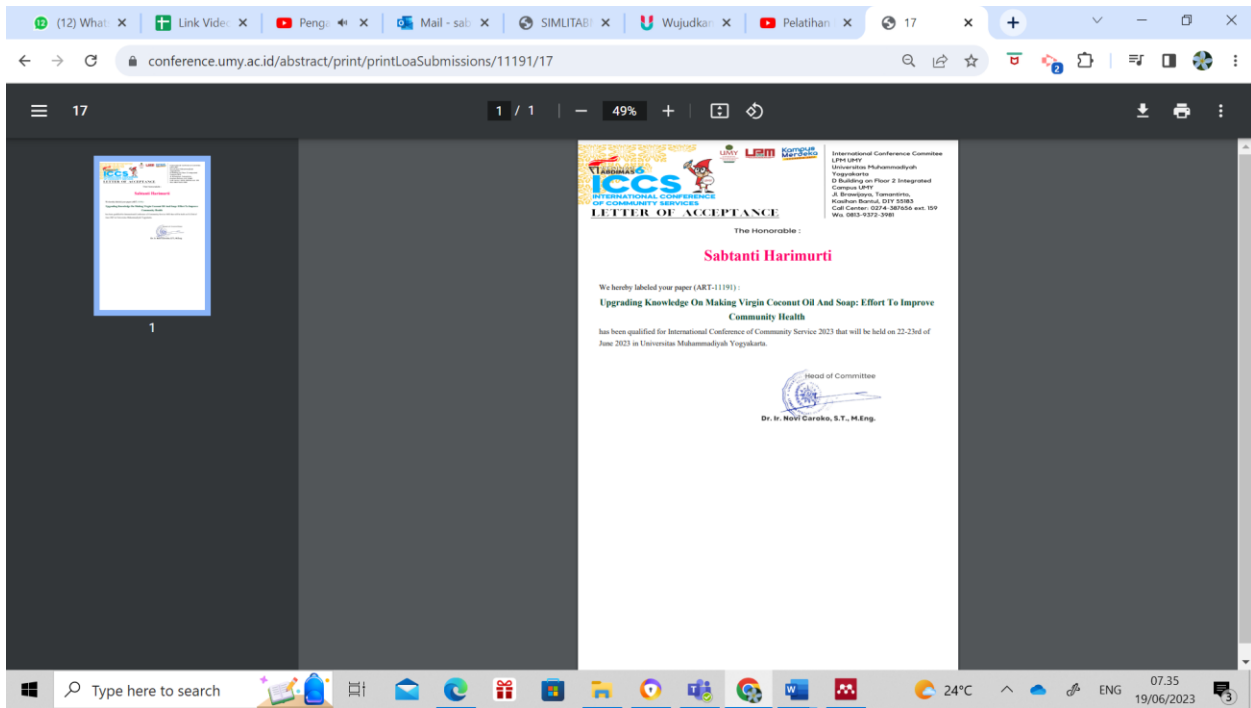 (12) What
Link Video
Penga
Mail - sab
SIMLITAB
Wujudkan
Pelatihan
17
conference.umy.ac.id/abstract/print/printLoaSubmissions/11191/17
2
17
1 / 1
49%
1
ABDIMAS 6
ICCS
INTERNATIONAL CONFERENCE
OF COMMUNITY SERVICES
LETTER OF ACCEPTANCE
UMY
LPM
Kampus
Merdeka
International Conference Commitee
LPM UMY
Universitas Muhammadiyah
Yogyakarta
D Building on Floor 2 Integrated
Campus UMY
Jl. Brawijaya, Tamantirto,
Kasihan Bantul, DIY 55183
Call Center: 0274-387656 ext. 159
Wa. 0813-9372-3981
The Honorable :
Sabtanti Harimurti
We hereby labeled your paper (ART-11191) :
Upgrading Knowledge On Making Virgin Coconut Oil And Soap: Effort To Improve
Community Health
has been qualified for International Conference of Community Service 2023 that will be held on 22-23rd of
June 2023 in Universitas Muhammadiyah Yogyakarta.
Head of Committee
Dr. Ir. Novi Caroko, S.T., M.Eng.
Type here to search
24°C
ENG
07.35
19/06/2023
3